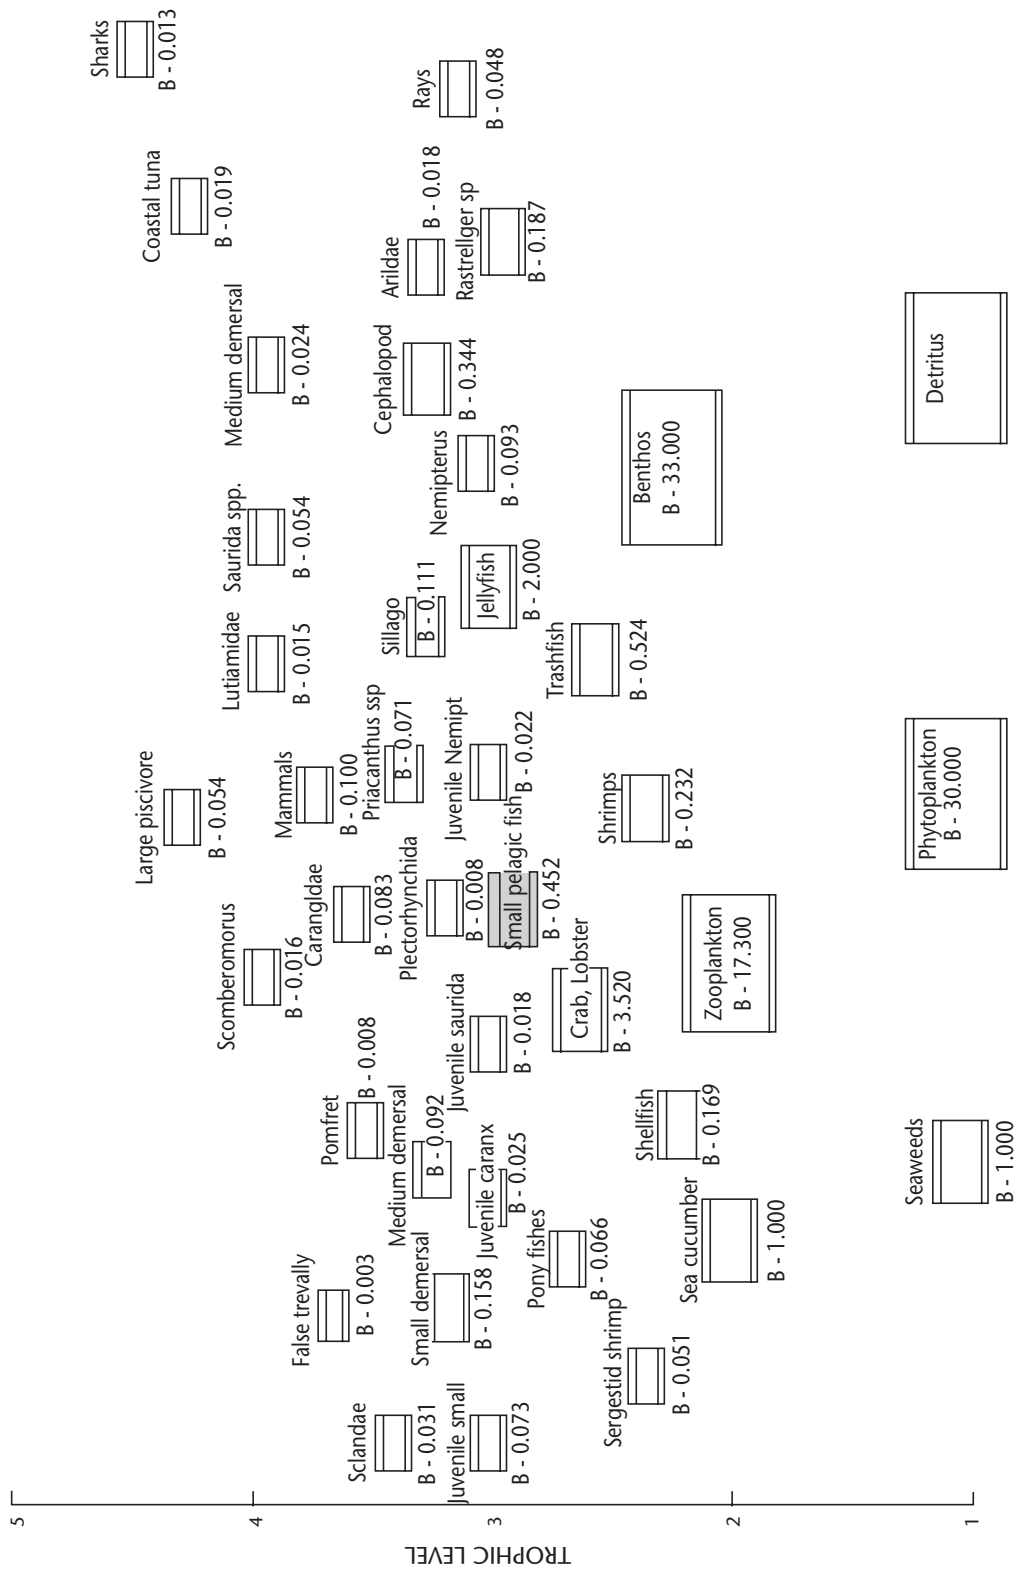 TROPHIC LEVEL
5
4
3
2
1
Sharks
B - 0.013
Coastal tuna
B - 0.019
Large piscivore
B - 0.054
Scomberomorus
B - 0.016
Lutiamidae
B - 0.015
Saurida spp.
B - 0.054
Medium demersal
B - 0.024
False trevally
B - 0.003
Pomfret
B - 0.008
CarangIdae
B - 0.083
Mammals
B - 0.100
Sclandae
B - 0.031
Small demersal
B - 0.158
Medium demersal
B - 0.092
Plectorhynchida
B - 0.008
Priacanthus ssp
B - 0.071
Sillago
B - 0.111
Cephalopod
B - 0.344
Arildae
B - 0.018
Rays
B - 0.048
Juvenile small
B - 0.073
Juvenile caranx
B - 0.025
Juvenile saurida
B - 0.018
Small pelagic fish
B - 0.452
Juvenile Nemipt
B - 0.022
Jellyfish
B - 2.000
Nemipterus
B - 0.093
Rastrellger sp
B - 0.187
Pony fishes
B - 0.066
Crab, Lobster
B - 3.520
Trashfish
B - 0.524
Sergestid shrimp
B - 0.051
Sea cucumber
B - 1.000
Shellfish
B - 0.169
Zooplankton
B - 17.300
Shrimps
B - 0.232
Benthos
B - 33.000
Seaweeds
B - 1.000
Phytoplankton
B - 30.000
Detritus